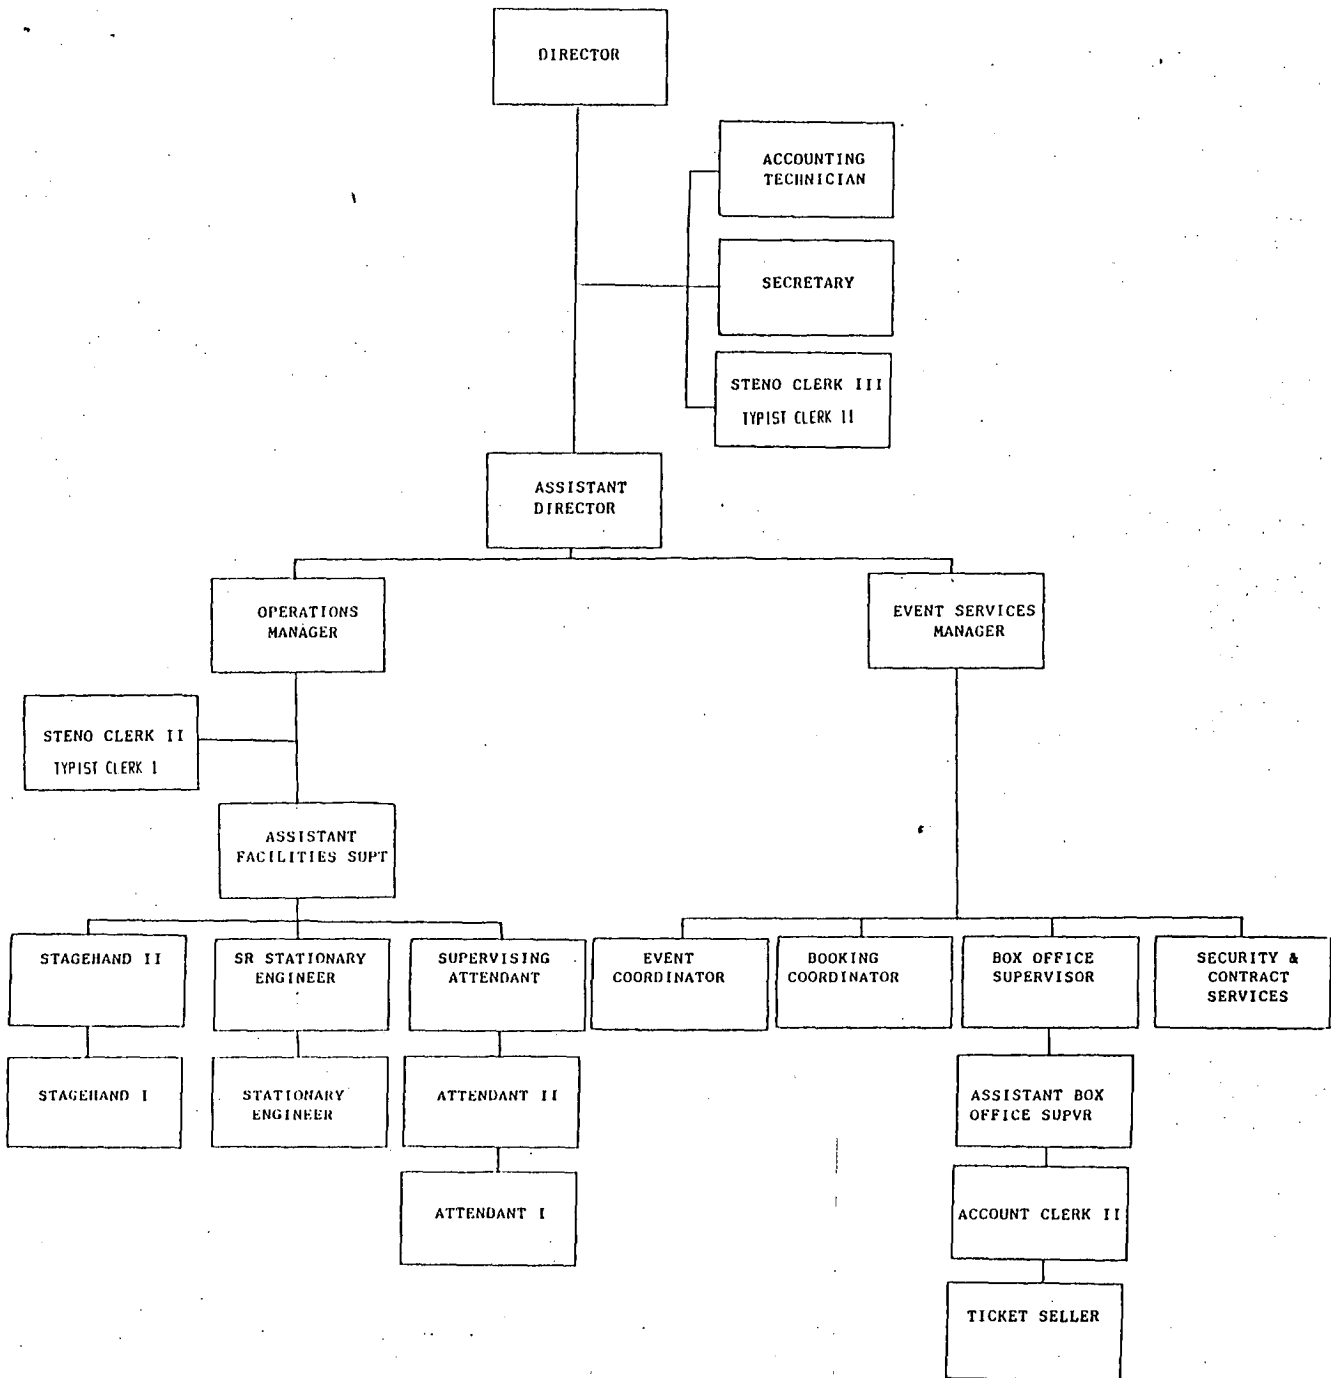 DIRECTOR
ACCOUNTING
TECHNICIAN
SECRETARY
STENO CLERK III
TYPIST CLERK II
ASSISTANT
DIRECTOR
OPERATIONS
MANAGER
EVENT SERVICES
MANAGER
STENO CLERK II
TYPIST CLERK I
ASSISTANT
FACILITIES SUPT
STAGEHAND II
SR STATIONARY
ENGINEER
SUPERVISING
ATTENDANT
EVENT
COORDINATOR
BOOKING
COORDINATOR
BOX OFFICE
SUPERVISOR
SECURITY &
CONTRACT
SERVICES
STAGEHAND I
STATIONARY
ENGINEER
ATTENDANT II
ASSISTANT BOX
OFFICE SUPVR
ATTENDANT I
ACCOUNT CLERK II
TICKET SELLER